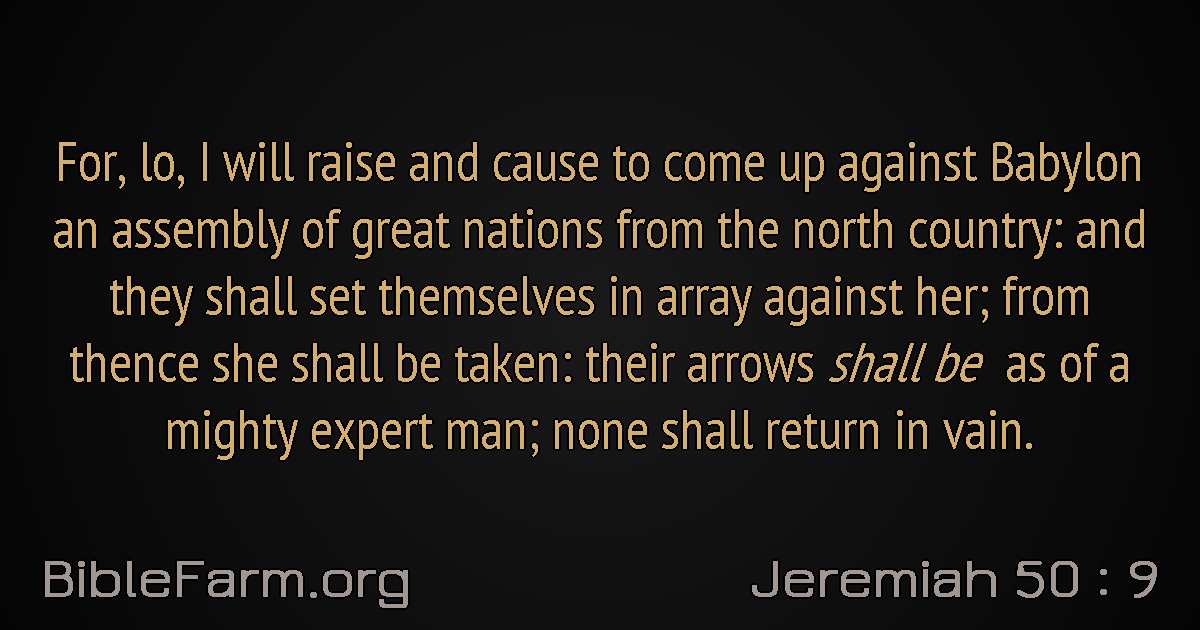 For, lo, I will raise and cause to come up against Babylon
an assembly of great nations from the north country: and
they shall set themselves in array against her; from
thence she shall be taken: their arrows shall be as of a
mighty expert man; none shall return in vain.
BibleFarm.org
Jeremiah 50 : 9